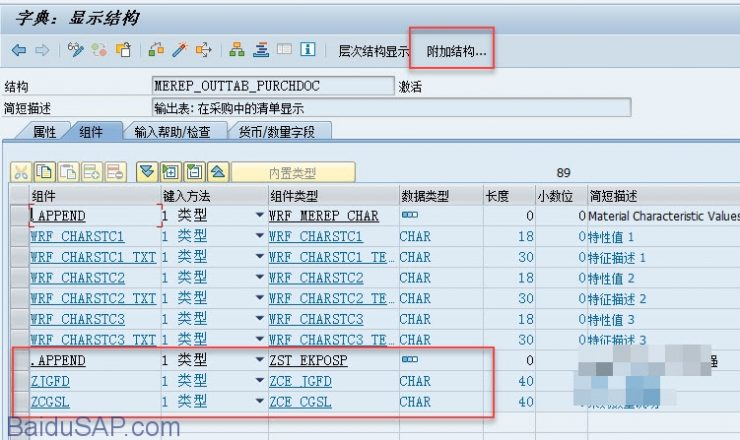 字典: 显示结构
层次结构显示 附加结构...
结构 MEREP_OUTTAB_PURCHDOC 激活
简短描述 输出表: 在采购中的清单显示
属性 组件 输入帮助/检查 货币/数量字段
内置类型 89
组件 键入方法 组件类型 数据类型 长度 小数位 简短描述
.APPEND 1 类型 WRF_MEREP_CHAR 0 0 Material Characteristic Values
WRF_CHARSTC1 1 类型 WRF_CHARSTC1 CHAR 18 0 特性值 1
WRF_CHARSTC1_TXT 1 类型 WRF_CHARSTC1_TE... CHAR 30 0 特征描述 1
WRF_CHARSTC2 1 类型 WRF_CHARSTC2 CHAR 18 0 特性值 2
WRF_CHARSTC2_TXT 1 类型 WRF_CHARSTC2_TE... CHAR 30 0 特征描述 2
WRF_CHARSTC3 1 类型 WRF_CHARSTC3 CHAR 18 0 特性值 3
WRF_CHARSTC3_TXT 1 类型 WRF_CHARSTC3_TE... CHAR 30 0 特征描述 3
.APPEND 1 类型 ZST_EKPOSP 0 0 强
ZJGFD 1 类型 ZCE_JGFD CHAR 40 0
ZCGSL 1 类型 ZCE_CGSL CHAR 40 0
BaiduSAP.com